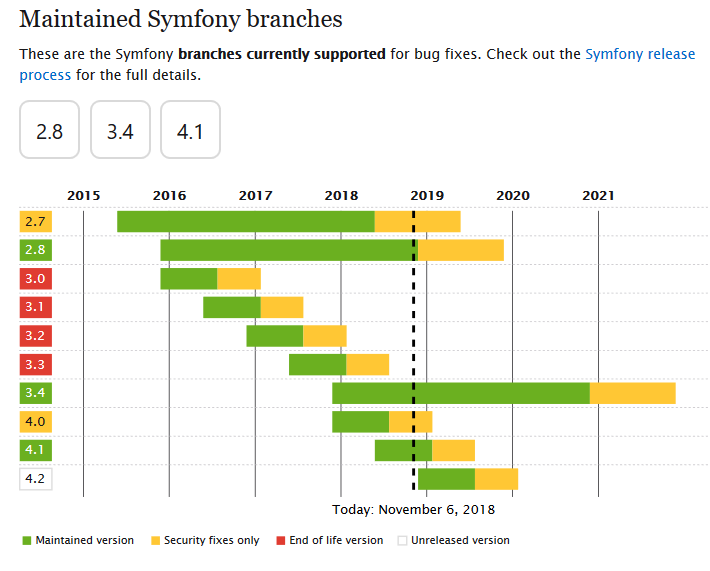 Maintained Symfony branches
These are the Symfony branches currently supported for bug fixes. Check out the Symfony release
process for the full details.
2.8 3.4 4.1
2015 2016 2017 2018 2019 2020 2021
2.7
2.8
3.0
3.1
3.2
3.3
3.4
4.0
4.1
4.2
Today: November 6, 2018
Maintained version Security fixes only End of life version Unreleased version